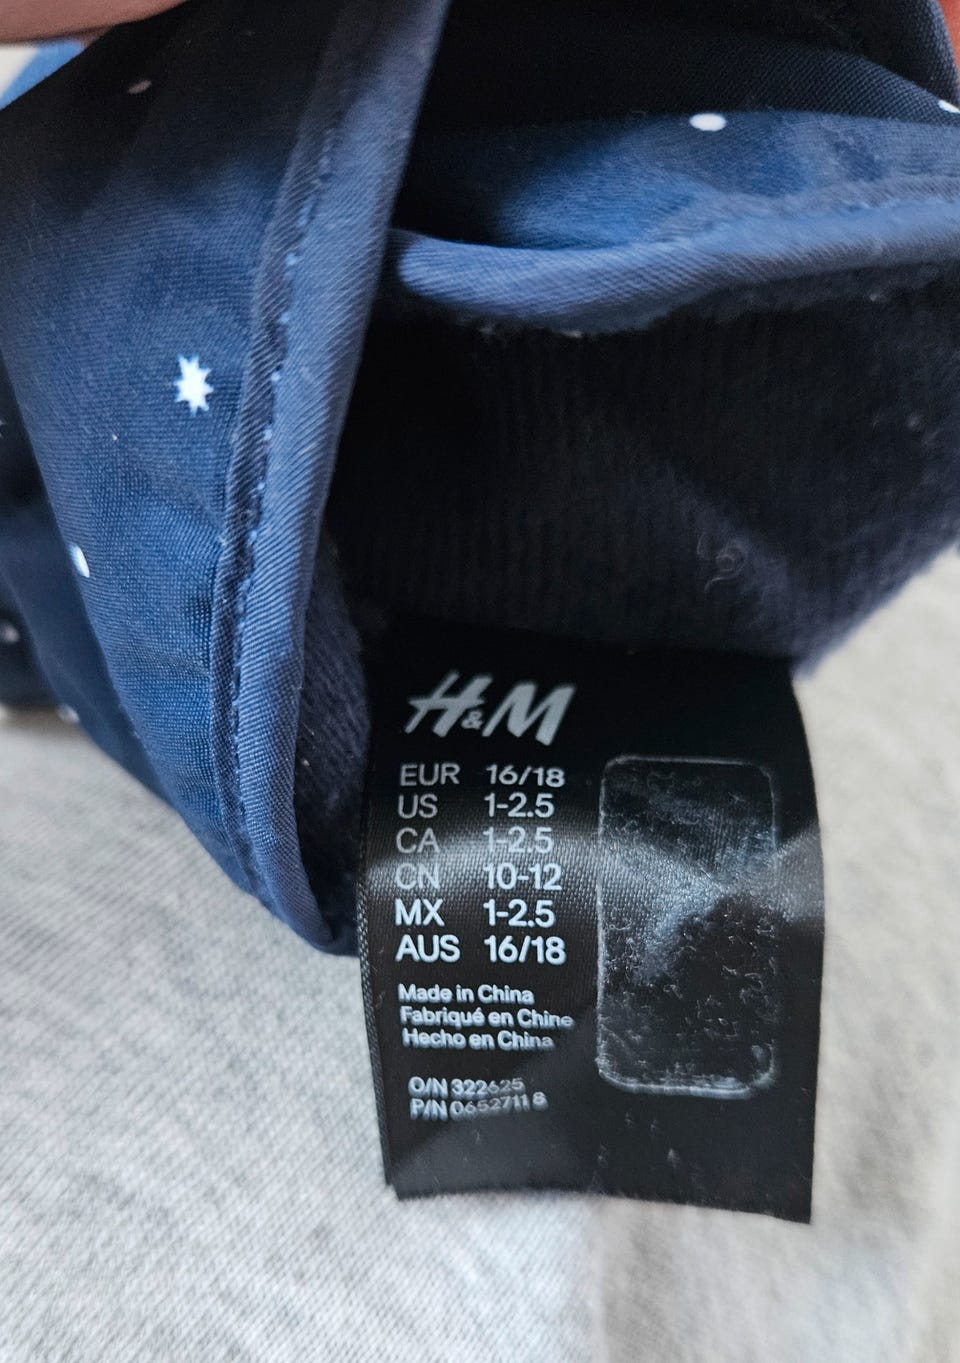 H&M
EUR 16/18
US 1-2.5
CA 1-2.5
CN 10-12
MX 1-2.5
AUS 16/18
Made in China
Fabriqué en Chine
Hecho en China
O/N 322625
P/N 0652711 8